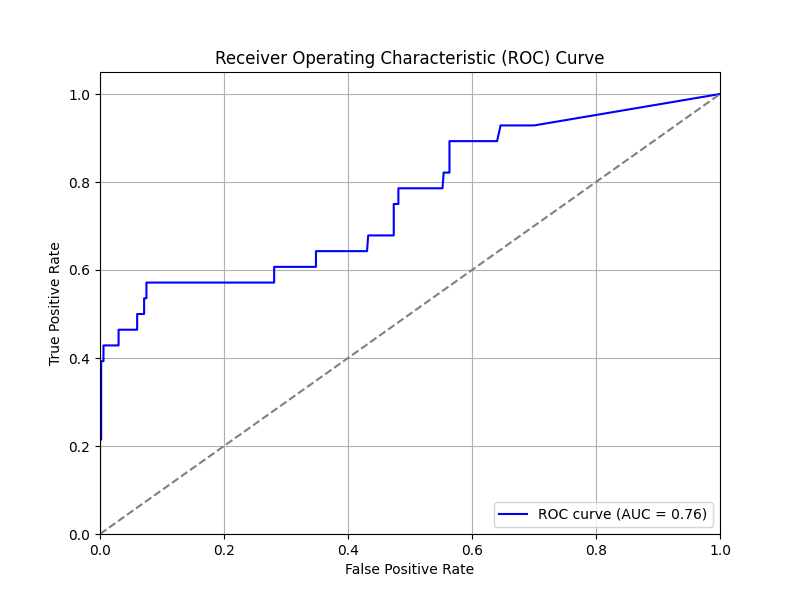 Receiver Operating Characteristic (ROC) Curve
1.0
0.8
0.6
0.4
0.2
0.0
True Positive Rate
ROC curve (AUC = 0.76)
0.0 0.2 0.4 0.6 0.8 1.0
False Positive Rate